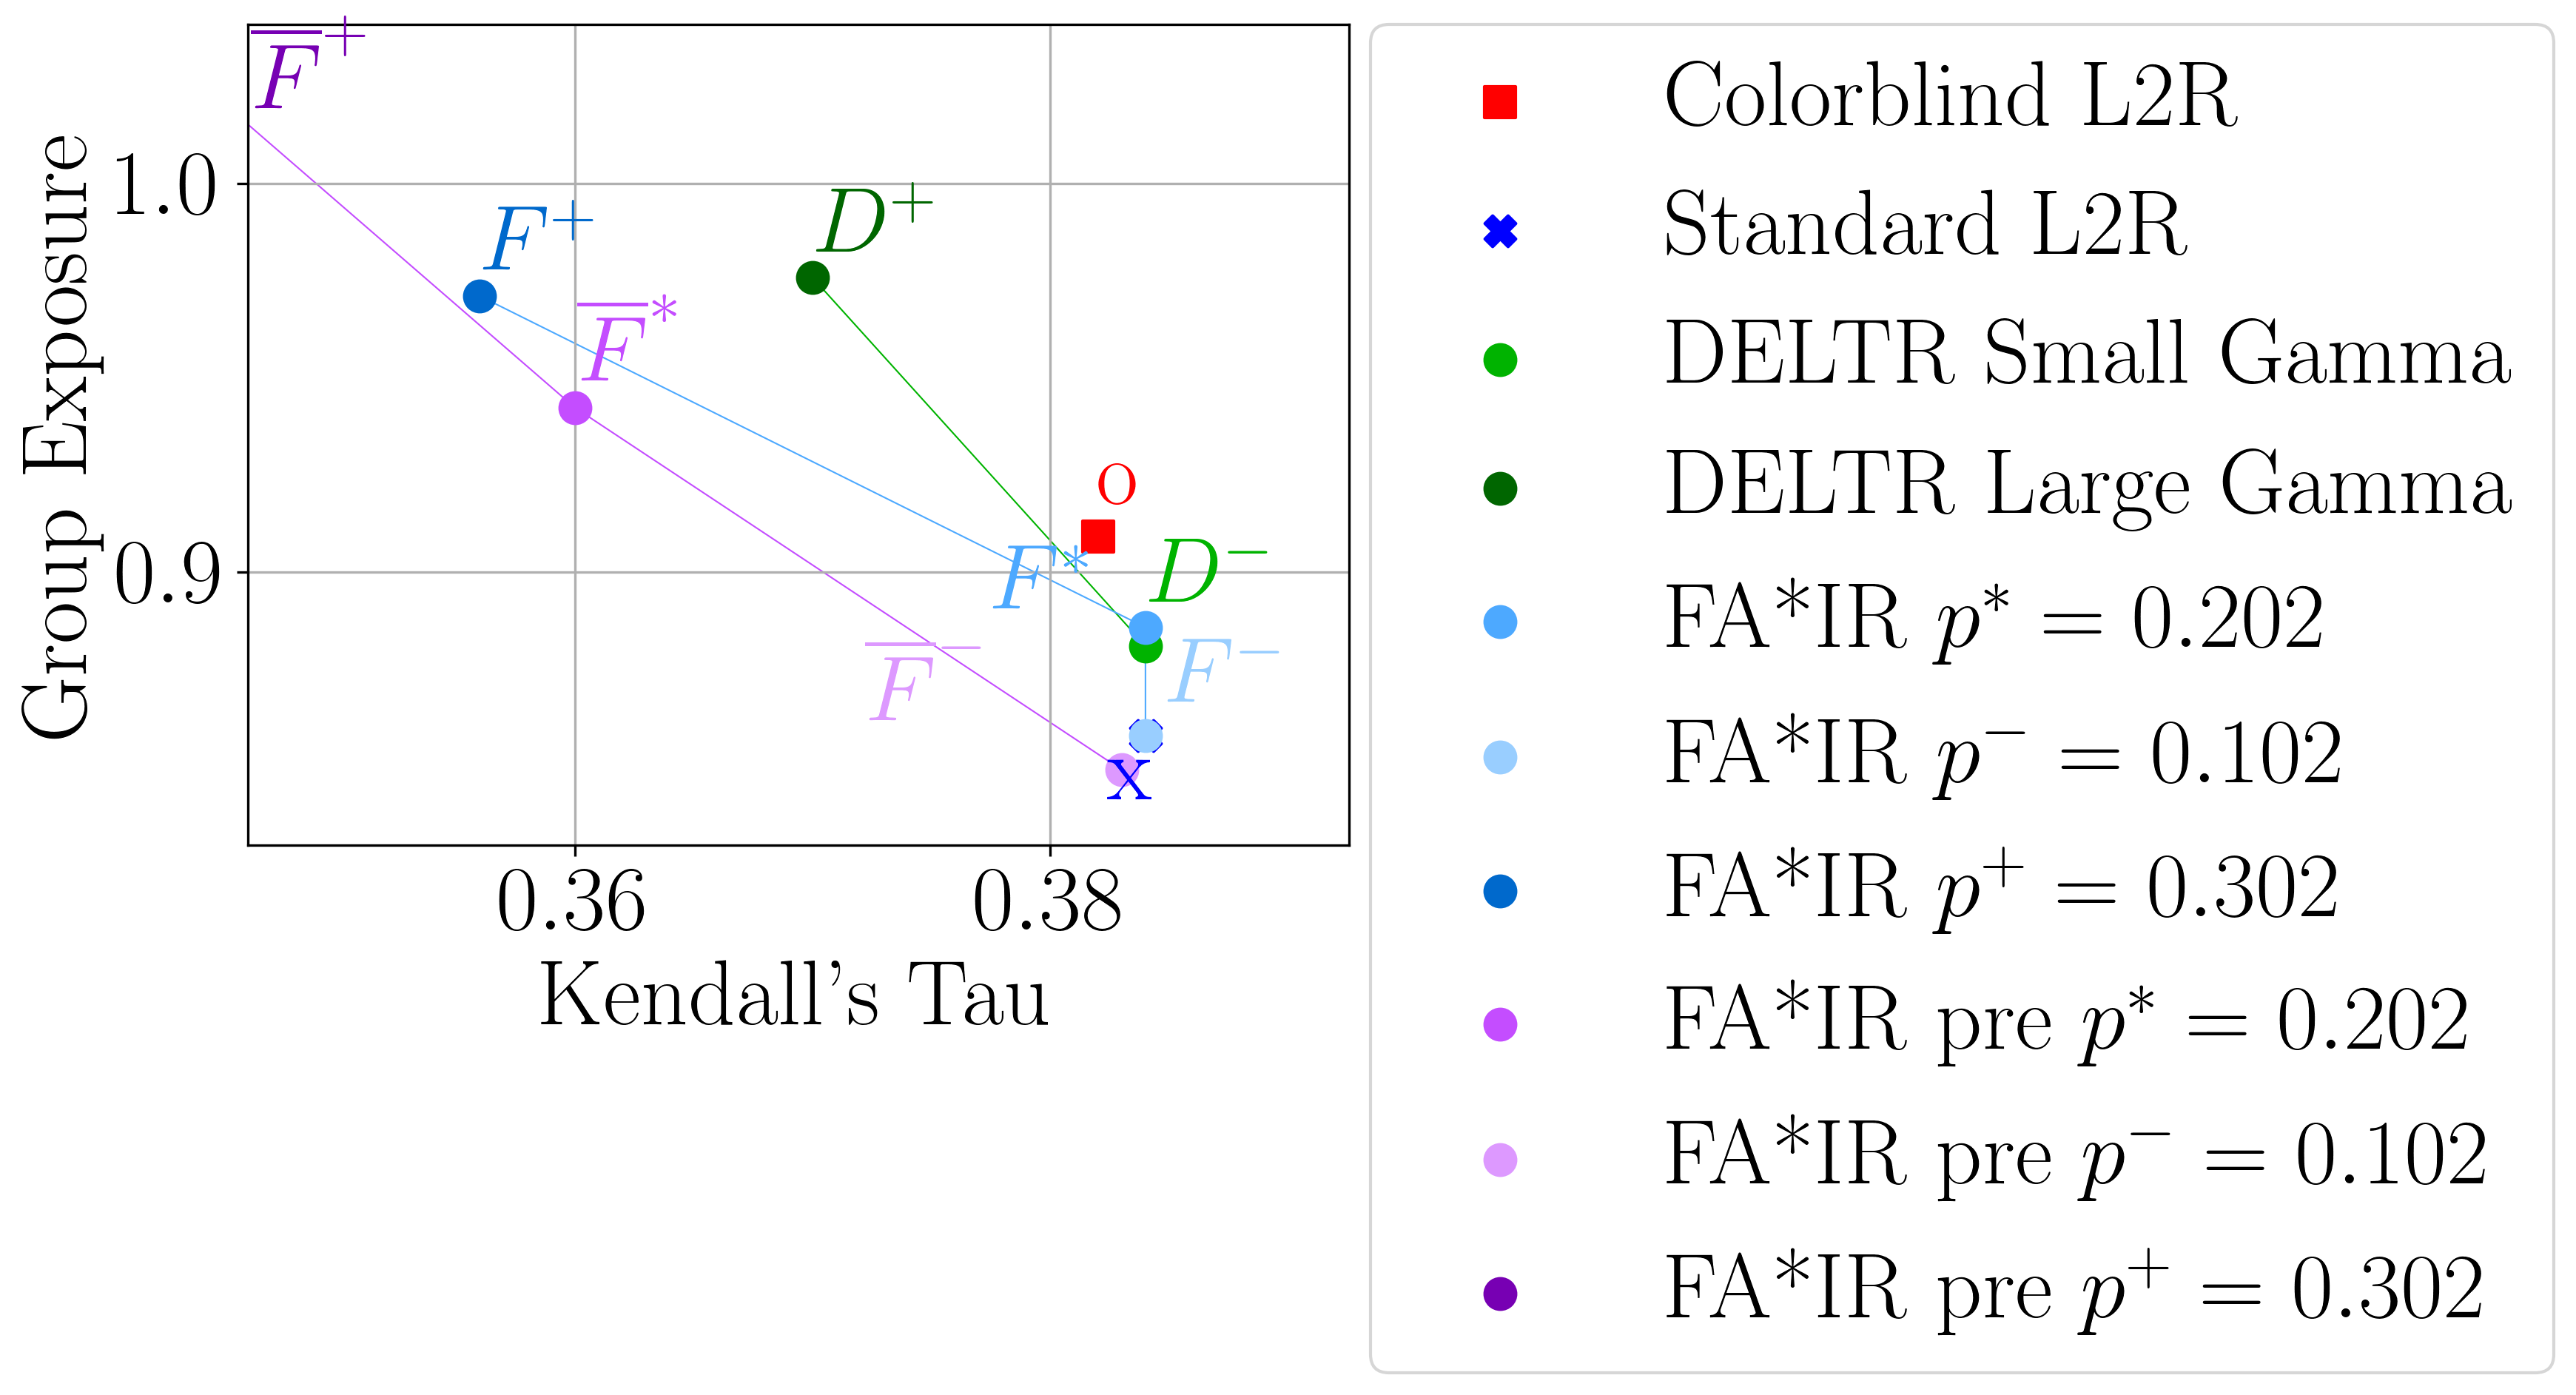 Group Exposure
1.0
0.9
0.36
0.38
Kendall's Tau
F̅⁺
F⁺
D⁺
F̅*
o
F*
D⁻
F̅⁻
F⁻
x
Colorblind L2R
Standard L2R
DELTR Small Gamma
DELTR Large Gamma
FA*IR p* = 0.202
FA*IR p⁻ = 0.102
FA*IR p⁺ = 0.302
FA*IR pre p* = 0.202
FA*IR pre p⁻ = 0.102
FA*IR pre p⁺ = 0.302